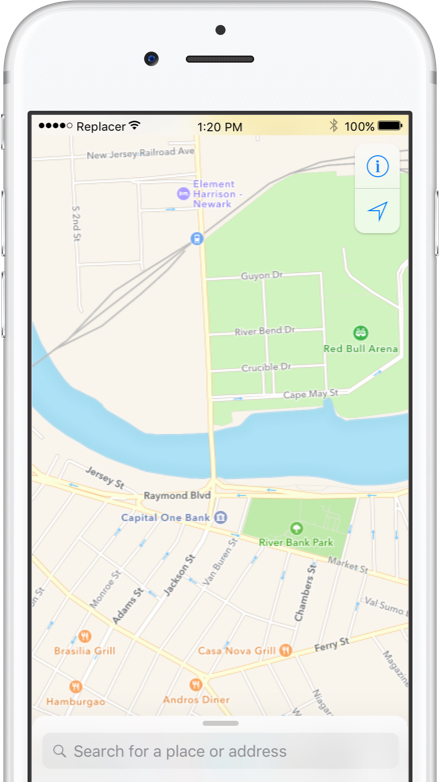 Replacer 1:20 PM 100%
New Jersey Railroad Ave
Element
Harrison -
Newark
S 2nd St
Guyon Dr
River Bend Dr
Red Bull Arena
Crucible Dr
Cape May St
Jersey St
Raymond Blvd
Capital One Bank
River Bank Park
Market St
Van Buren St
Jackson St
Monroe St
Adams St
Chambers St
Val Sumo
Brasilia Grill
Casa Nova Grill
Ferry St
Magazine
Hamburgao
Andros Diner
Niagar
Search for a place or address